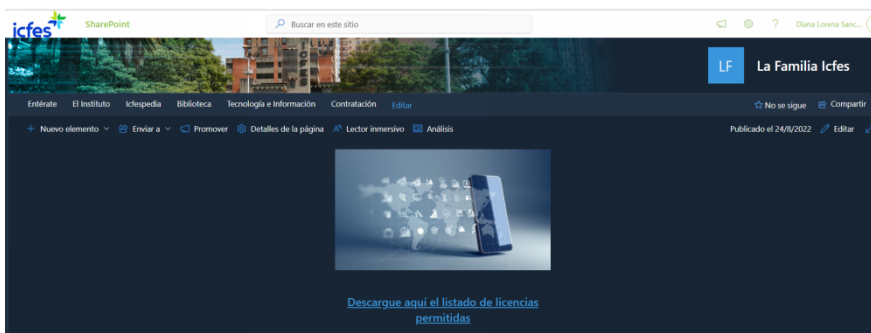 icfes
SharePoint
Buscar en este sitio
?
Diana Lorena Sanc...
LF
La Familia Icfes
Entérate El Instituto Icfespedia Biblioteca Tecnología e Información Contratación Editar
No se sigue Compartir
+ Nuevo elemento Enviar a Promover Detalles de la página Lector inmersivo Análisis
Publicado el 24/8/2022 Editar
Descargue aquí el listado de licencias
permitidas